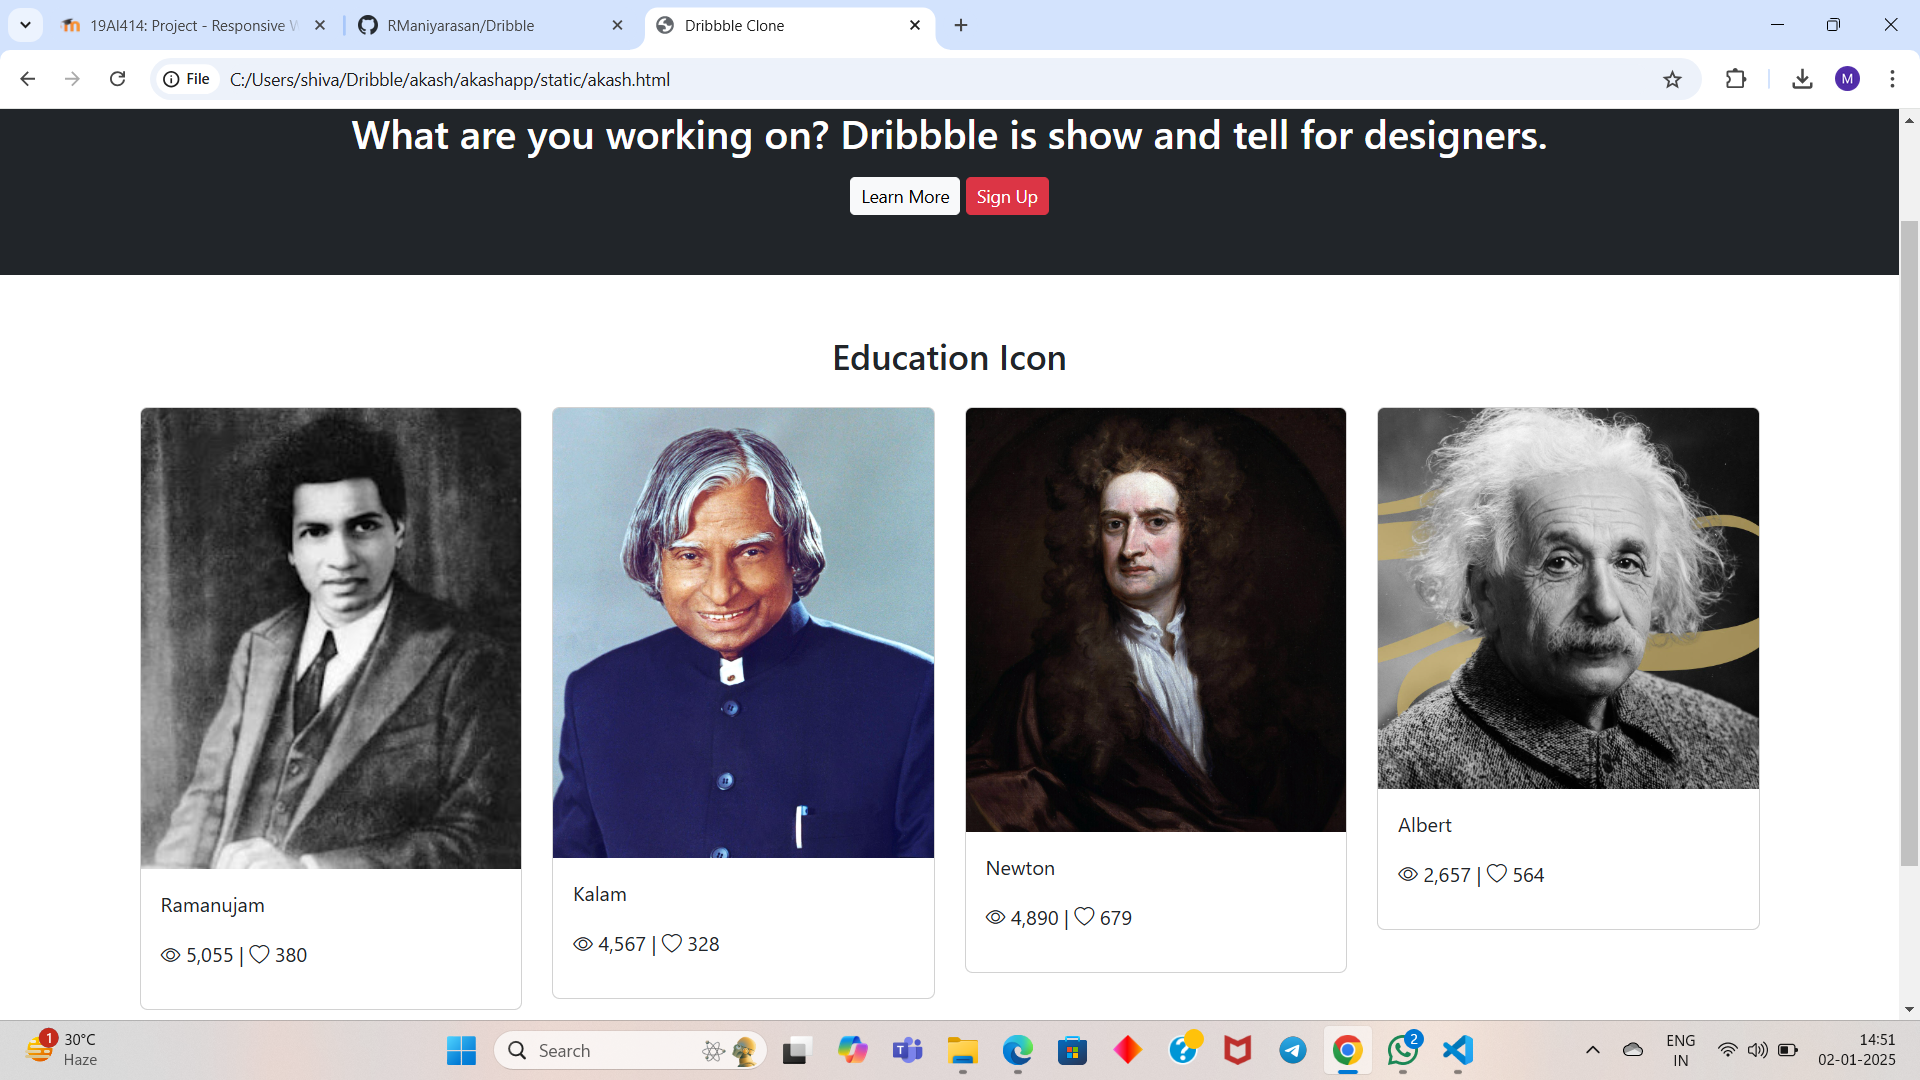 19AI414: Project - Responsive W
RManiyarasan/Dribble
Dribbble Clone
File
C:/Users/shiva/Dribble/akash/akashapp/static/akash.html
M
What are you working on? Dribbble is show and tell for designers.
Learn More
Sign Up
Education Icon
Ramanujam
5,055 | 380
Kalam
4,567 | 328
Newton
4,890 | 679
Albert
2,657 | 564
1
30°C
Haze
Search
2
ENG
IN
14:51
02-01-2025